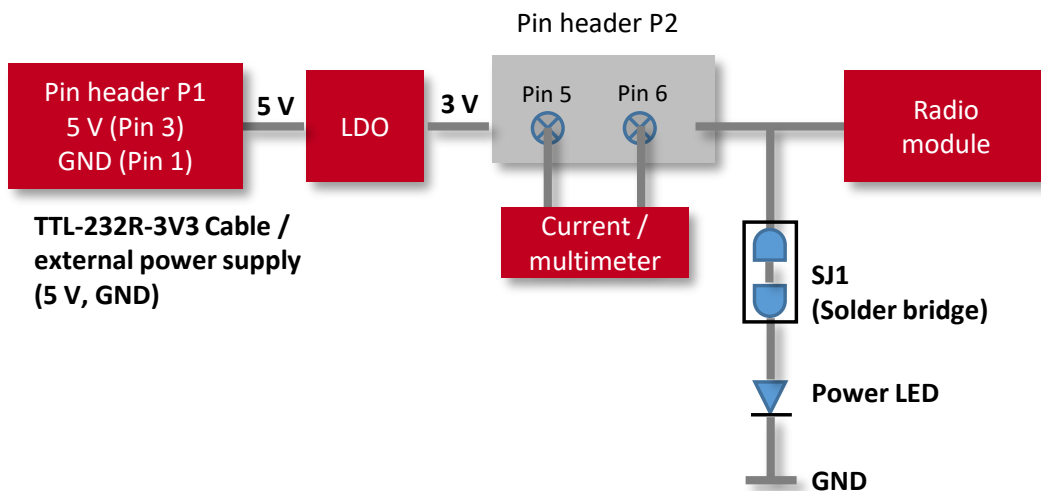 Pin header P2
Pin header P1
5 V (Pin 3)
GND (Pin 1)
5 V
LDO
3 V
Pin 5
Pin 6
Radio
module
TTL-232R-3V3 Cable /
external power supply
(5 V, GND)
Current /
multimeter
SJ1
(Solder bridge)
Power LED
GND